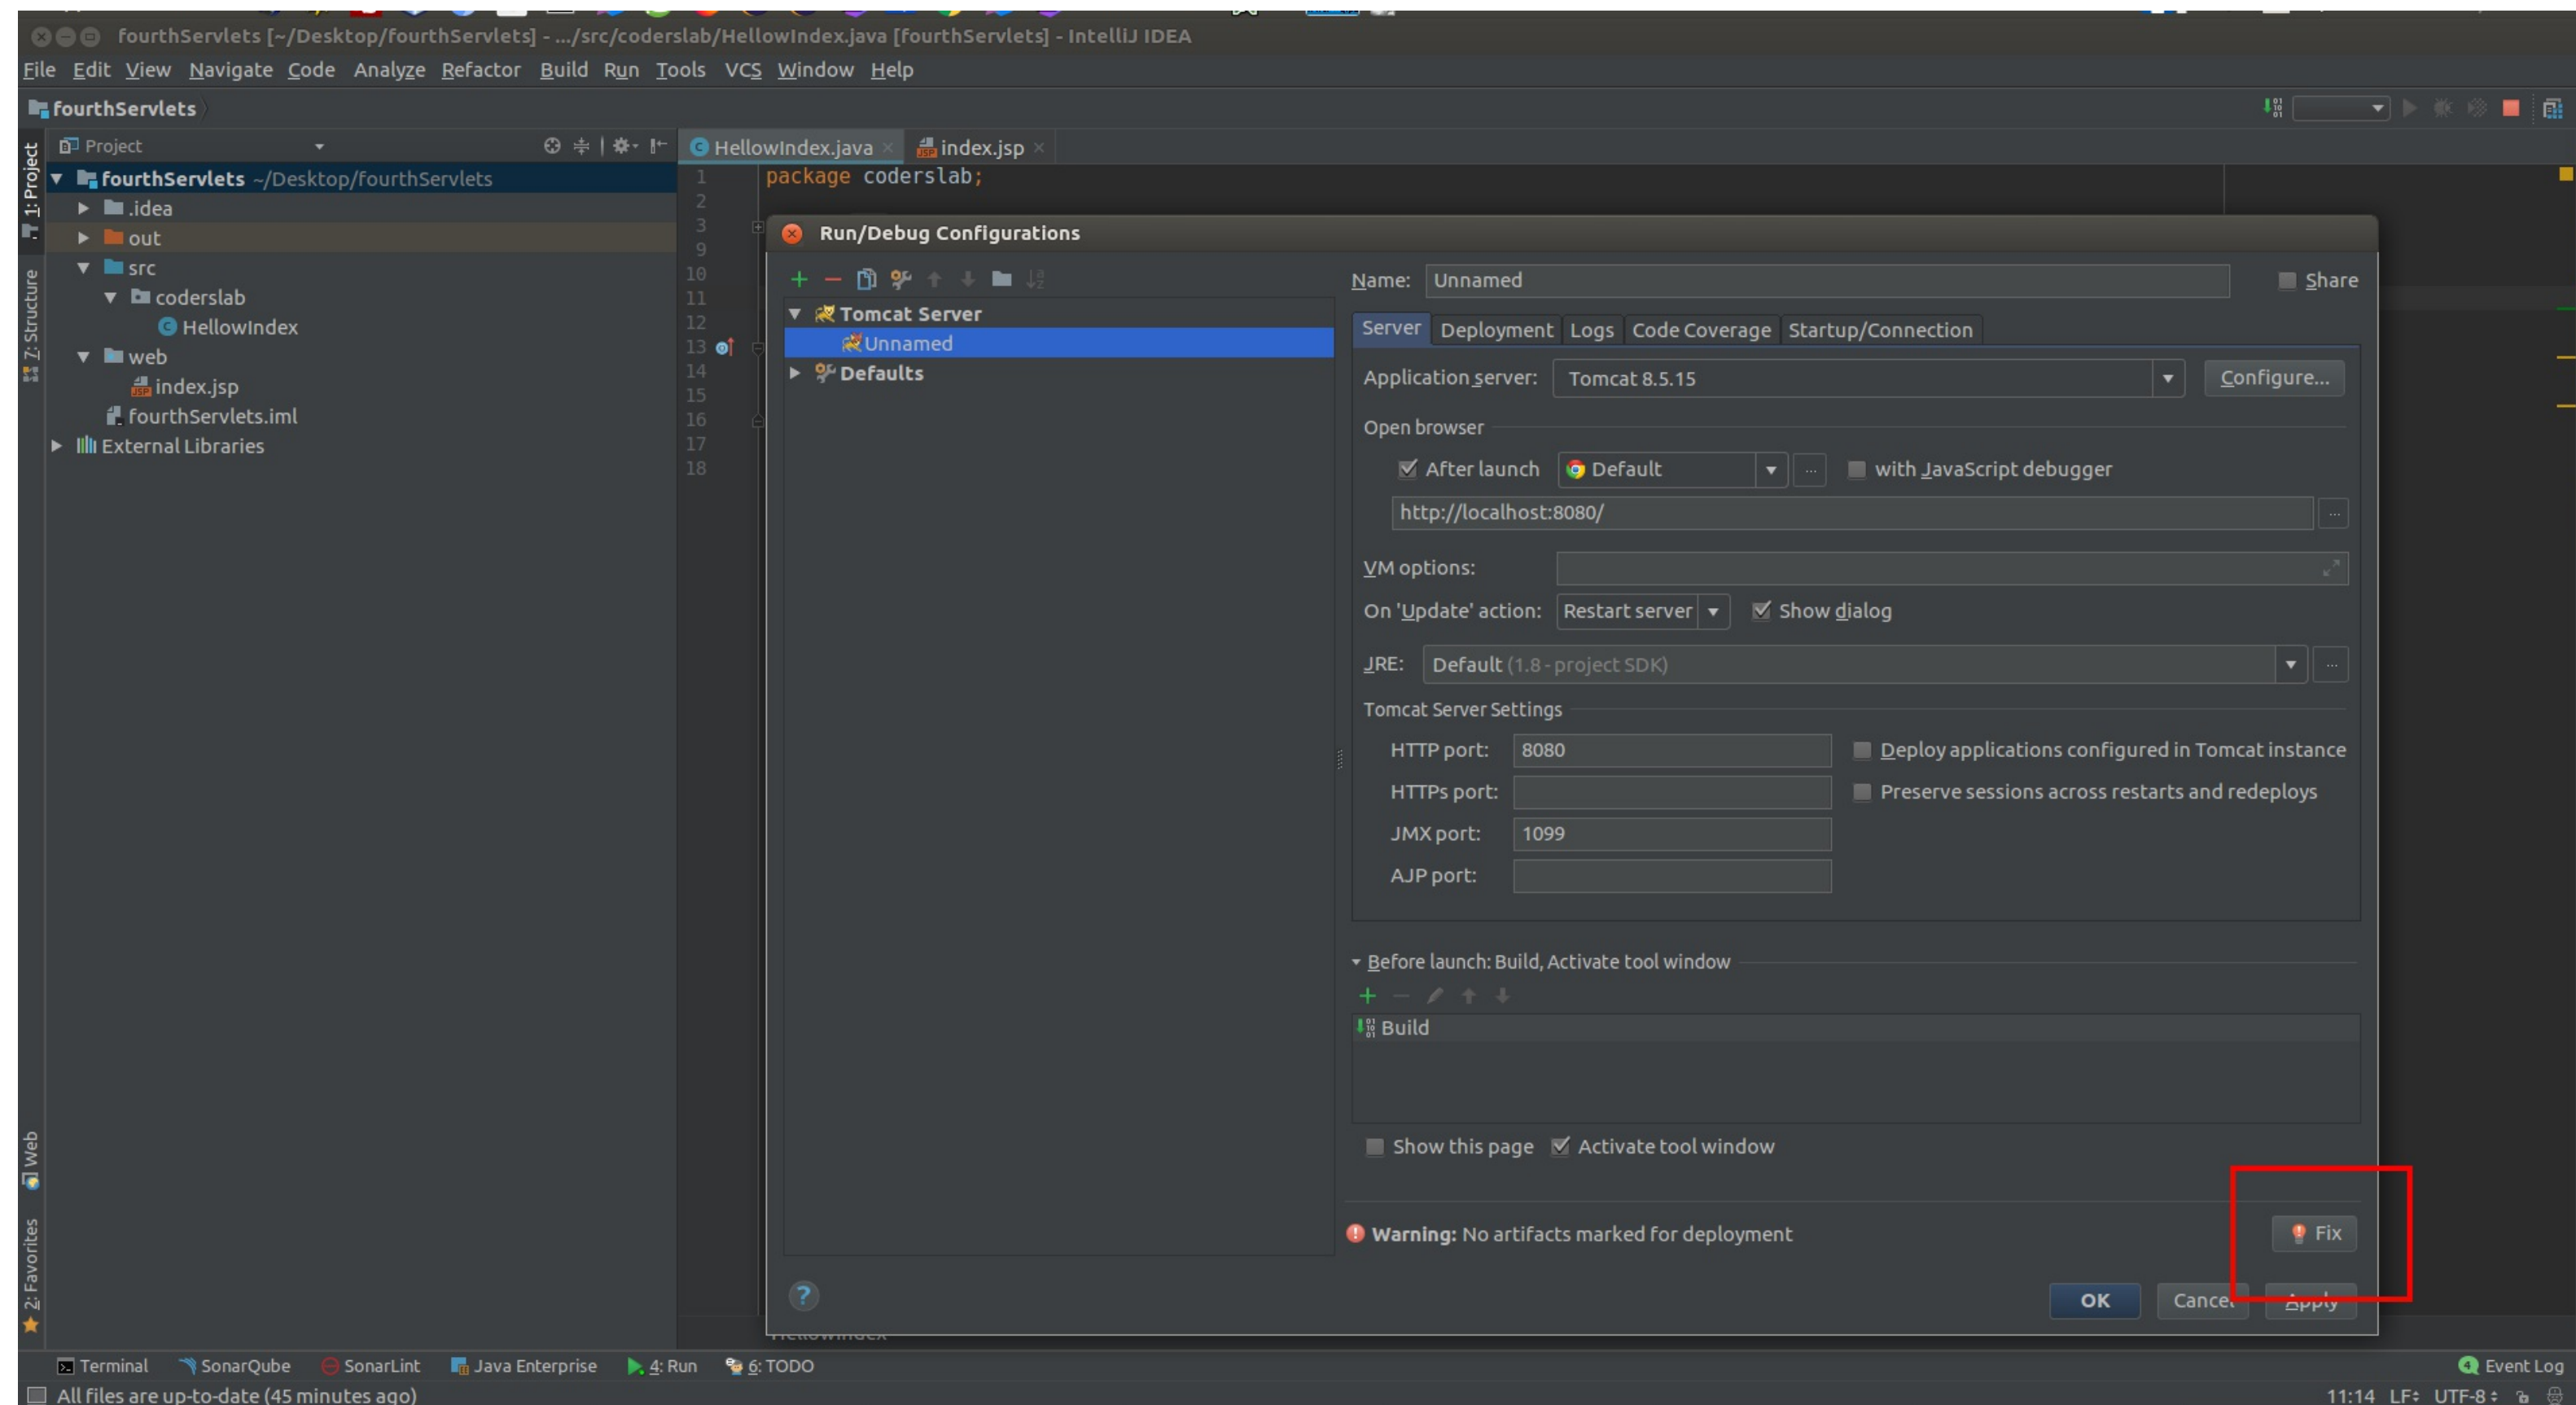 fourthServlets [~/Desktop/fourthServlets] - .../src/coderslab/HellowIndex.java [fourthServlets] - IntelliJ IDEA
File Edit View Navigate Code Analyze Refactor Build Run Tools VCS Window Help
fourthServlets
Project
HellowIndex.java
index.jsp
1: Project
7: Structure
Web
2: Favorites
fourthServlets ~/Desktop/fourthServlets
.idea
out
src
coderslab
HellowIndex
web
index.jsp
fourthServlets.iml
External Libraries
1 package coderslab;
2
3
9
10
11
12
13
14
15
16
17
18
Run/Debug Configurations
Tomcat Server
Unnamed
Defaults
Name: Unnamed Share
Server Deployment Logs Code Coverage Startup/Connection
Application server: Tomcat 8.5.15 Configure...
Open browser
After launch Default ... with JavaScript debugger
http://localhost:8080/ ...
VM options:
On 'Update' action: Restart server Show dialog
JRE: Default (1.8 - project SDK) ...
Tomcat Server Settings
HTTP port: 8080 Deploy applications configured in Tomcat instance
HTTPs port: Preserve sessions across restarts and redeploys
JMX port: 1099
AJP port:
Before launch: Build, Activate tool window
Build
Show this page Activate tool window
Warning: No artifacts marked for deployment Fix
? OK Cancel Apply
HellowIndex
Terminal SonarQube SonarLint Java Enterprise 4: Run 6: TODO 4 Event Log
All files are up-to-date (45 minutes ago) 11:14 LF UTF-8